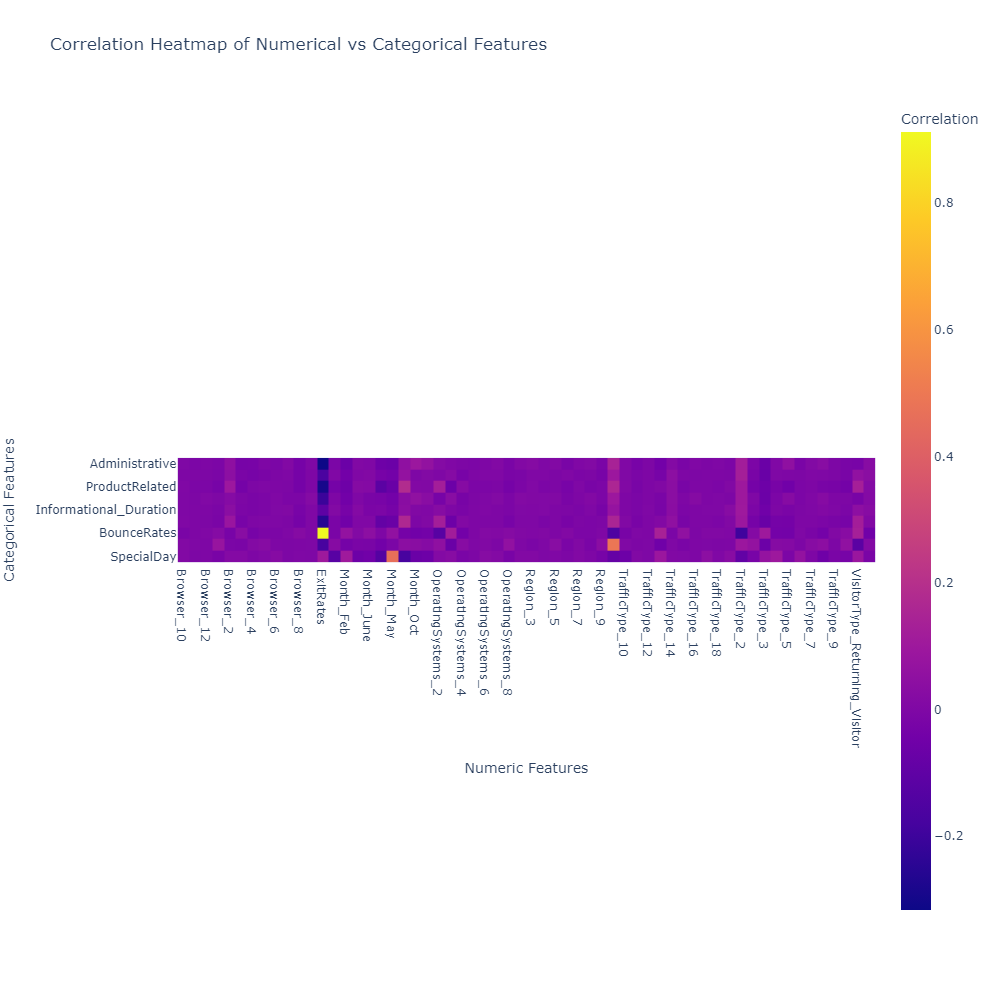 Correlation Heatmap of Numerical vs Categorical Features
Correlation
0.8
0.6
0.4
0.2
0
−0.2
Categorical Features
Administrative
ProductRelated
Informational_Duration
BounceRates
SpecialDay
Browser_10
Browser_12
Browser_2
Browser_4
Browser_6
Browser_8
ExitRates
Month_Feb
Month_June
Month_May
Month_Oct
OperatingSystems_2
OperatingSystems_4
OperatingSystems_6
OperatingSystems_8
Region_3
Region_5
Region_7
Region_9
TrafficType_10
TrafficType_12
TrafficType_14
TrafficType_16
TrafficType_18
TrafficType_2
TrafficType_3
TrafficType_5
TrafficType_7
TrafficType_9
VisitorType_Returning_Visitor
Numeric Features